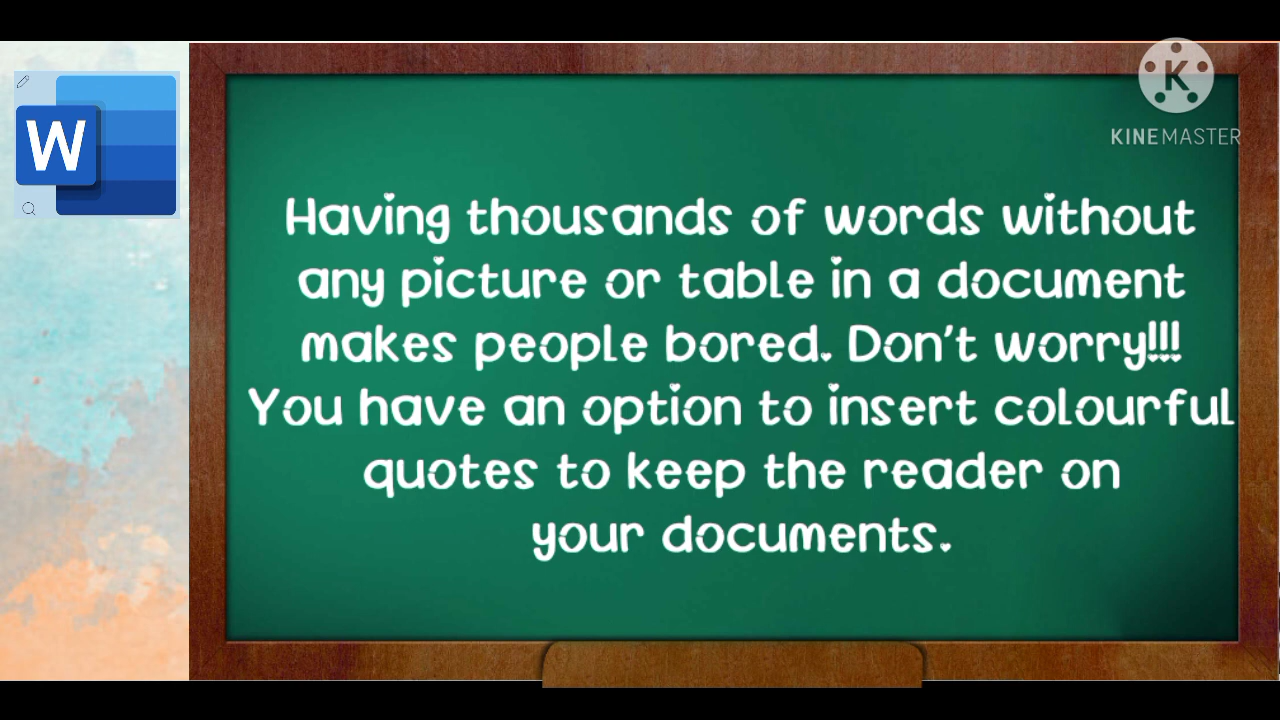 W
K
KINEMASTER
Having thousands of words without
any picture or table in a document
makes people bored. Don't worry!!!
You have an option to insert colourful
quotes to keep the reader on
your documents.